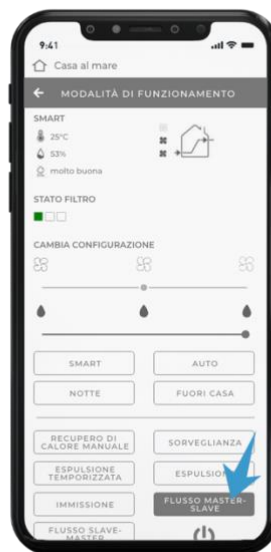 9:41
Casa al mare
MODALITÀ DI FUNZIONAMENTO
SMART
25°C
53%
molto buona
STATO FILTRO
CAMBIA CONFIGURAZIONE
SMART
AUTO
NOTTE
FUORI CASA
RECUPERO DI
CALORE MANUALE
SORVEGLIANZA
ESPULSIONE
TEMPORIZZATA
IMMISSIONE
FLUSSO MASTER-
SLAVE
FLUSSO SLAVE-
MASTER